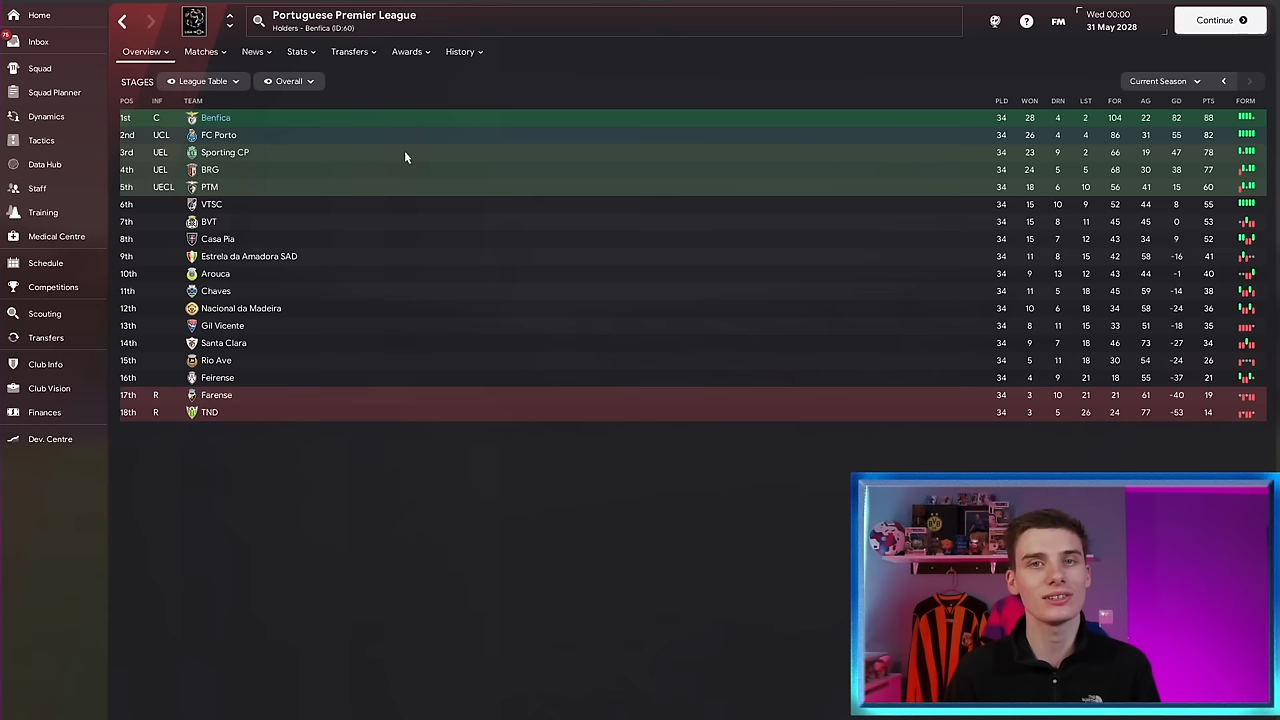 Home
75
Inbox
Squad
Squad Planner
Dynamics
Tactics
Data Hub
Staff
Training
Medical Centre
Schedule
Competitions
Scouting
Transfers
Club Info
Club Vision
Finances
Dev. Centre
Portuguese Premier League
Holders - Benfica (ID:60)
FM
Wed 00:00
31 May 2028
Continue
Overview Matches News Stats Transfers Awards History
STAGES League Table Overall Current Season
POS INF TEAM PLD WON DRN LST FOR AG GD PTS FORM
1st C Benfica 34 28 4 2 104 22 82 88
2nd UCL FC Porto 34 26 4 4 86 31 55 82
3rd UEL Sporting CP 34 23 9 2 66 19 47 78
4th UEL BRG 34 24 5 5 68 30 38 77
5th UECL PTM 34 18 6 10 56 41 15 60
6th VTSC 34 15 10 9 52 44 8 55
7th BVT 34 15 8 11 45 45 0 53
8th Casa Pia 34 15 7 12 43 34 9 52
9th Estrela da Amadora SAD 34 11 8 15 42 58 -16 41
10th Arouca 34 9 13 12 43 44 -1 40
11th Chaves 34 11 5 18 45 59 -14 38
12th Nacional da Madeira 34 10 6 18 34 58 -24 36
13th Gil Vicente 34 8 11 15 33 51 -18 35
14th Santa Clara 34 9 7 18 46 73 -27 34
15th Rio Ave 34 5 11 18 30 54 -24 26
16th Feirense 34 4 9 21 18 55 -37 21
17th R Farense 34 3 10 21 21 61 -40 19
18th R TND 34 3 5 26 24 77 -53 14